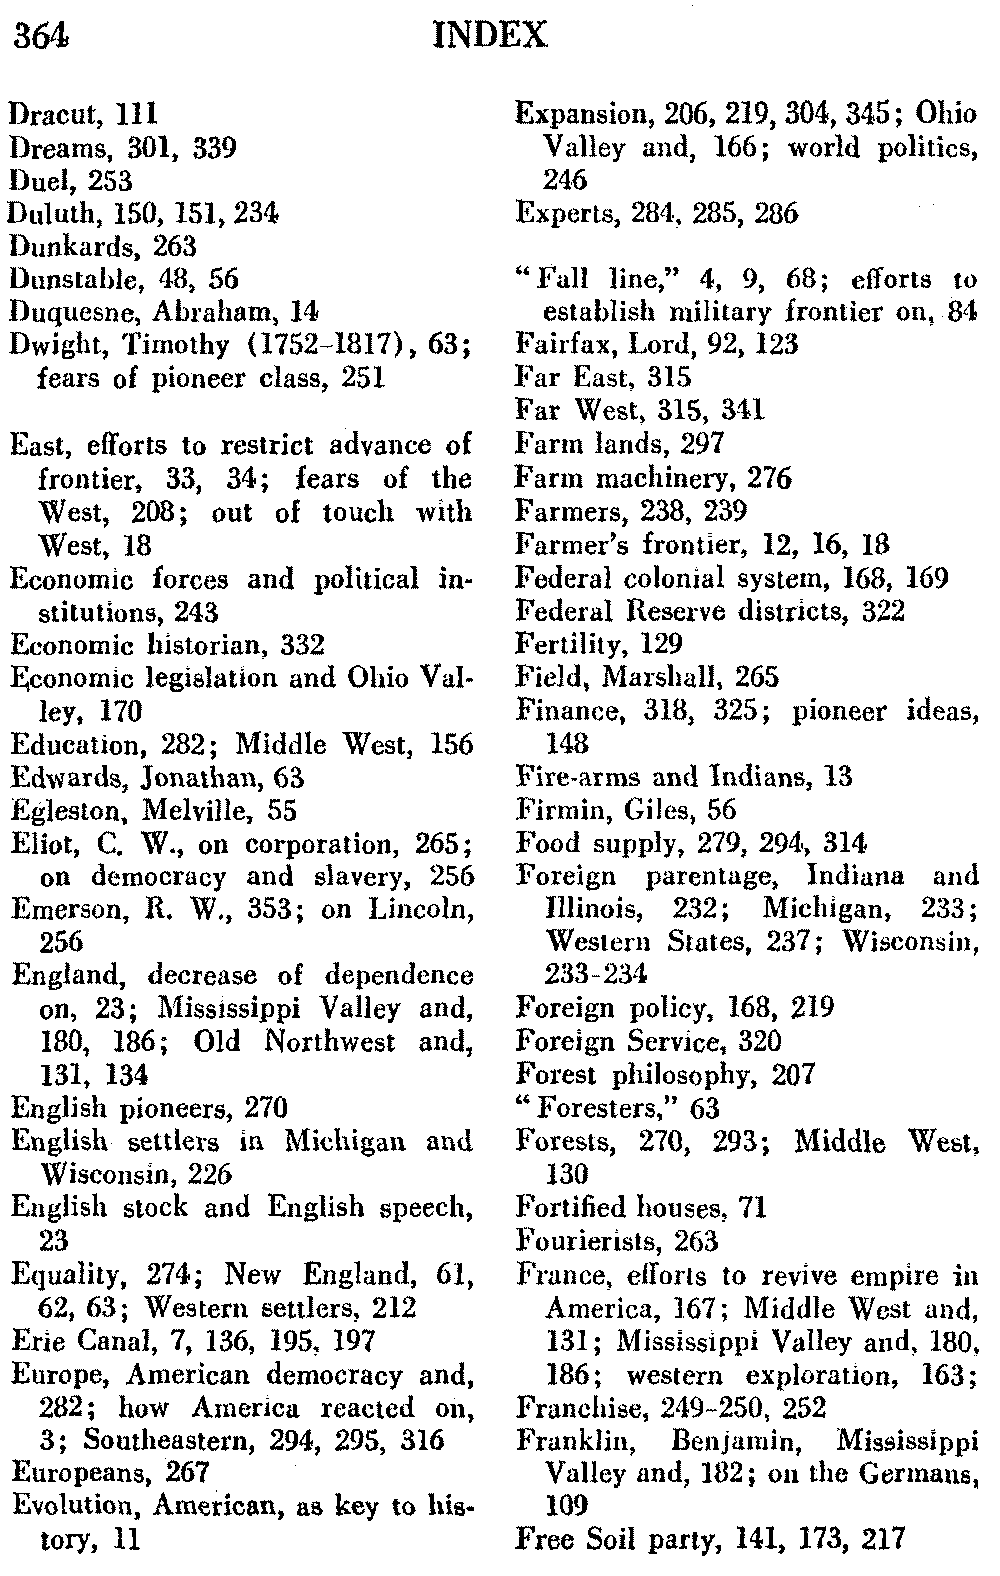 364 INDEX
Dracut, 111
Dreams, 301, 339
Duel, 253
Duluth, 150, 151, 234
Dunkards, 263
Dunstable, 48, 56
Duquesne, Abraham, 14
Dwight, Timothy (1752-1817), 63;
fears of pioneer class, 251
East, efforts to restrict advance of
frontier, 33, 34; fears of the
West, 208; out of touch with
West, 18
Economic forces and political in-
stitutions, 243
Economic historian, 332
Economic legislation and Ohio Val-
ley, 170
Education, 282; Middle West, 156
Edwards, Jonathan, 63
Egleston, Melville, 55
Eliot, C. W., on corporation, 265;
on democracy and slavery, 256
Emerson, R. W., 353; on Lincoln,
256
England, decrease of dependence
on, 23; Mississippi Valley and,
180, 186; Old Northwest and,
131, 134
English pioneers, 270
English settlers in Michigan and
Wisconsin, 226
English stock and English speech,
23
Equality, 274; New England, 61,
62, 63; Western settlers, 212
Erie Canal, 7, 136, 195, 197
Europe, American democracy and,
282; how America reacted on,
3; Southeastern, 294, 295, 316
Europeans, 267
Evolution, American, as key to his-
tory, 11
Expansion, 206, 219, 304, 345; Ohio
Valley and, 166; world politics,
246
Experts, 284, 285, 286
"Fall line," 4, 9, 68; efforts to
establish military frontier on, 84
Fairfax, Lord, 92, 123
Far East, 315
Far West, 315, 341
Farm lands, 297
Farm machinery, 276
Farmers, 238, 239
Farmer's frontier, 12, 16, 18
Federal colonial system, 168, 169
Federal Reserve districts, 322
Fertility, 129
Field, Marshall, 265
Finance, 318, 325; pioneer ideas,
148
Fire-arms and Indians, 13
Firmin, Giles, 56
Food supply, 279, 294, 314
Foreign parentage, Indiana and
Illinois, 232; Michigan, 233;
Western States, 237; Wisconsin,
233-234
Foreign policy, 168, 219
Foreign Service, 320
Forest philosophy, 207
"Foresters," 63
Forests, 270, 293; Middle West,
130
Fortified houses, 71
Fourierists, 263
France, efforts to revive empire in
America, 167; Middle West and,
131; Mississippi Valley and, 180,
186; western exploration, 163;
Franchise, 249-250, 252
Franklin, Benjamin, Mississippi
Valley and, 182; on the Germans,
109
Free Soil party, 141, 173, 217